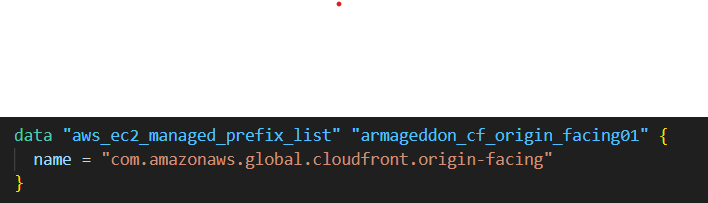 data "aws_ec2_managed_prefix_list" "armageddon_cf_origin_facing01" {
  name = "com.amazonaws.global.cloudfront.origin-facing"
}